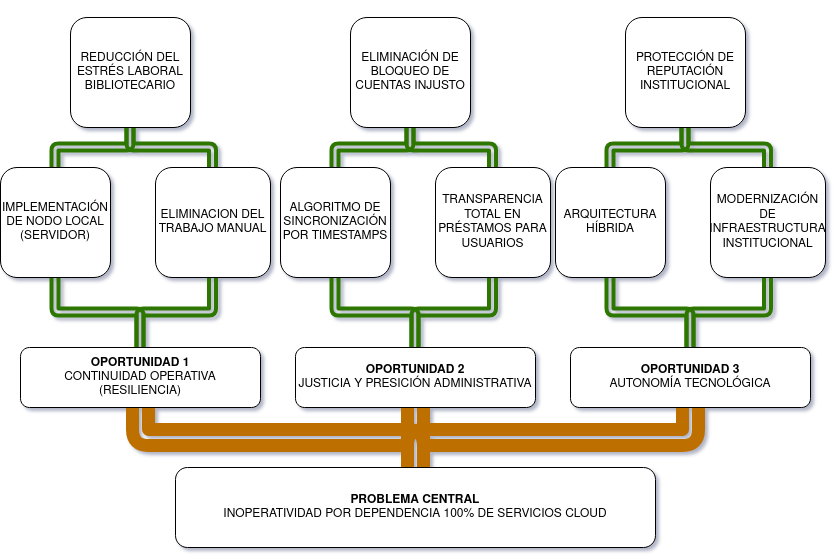 REDUCCIÓN DEL
ESTRÉS LABORAL
BIBLIOTECARIO
ELIMINACIÓN DE
BLOQUEO DE
CUENTAS INJUSTO
PROTECCIÓN DE
REPUTACIÓN
INSTITUCIONAL
IMPLEMENTACIÓN
DE NODO LOCAL
(SERVIDOR)
ELIMINACION DEL
TRABAJO MANUAL
ALGORITMO DE
SINCRONIZACIÓN
POR TIMESTAMPS
TRANSPARENCIA
TOTAL EN
PRÉSTAMOS PARA
USUARIOS
ARQUITECTURA
HÍBRIDA
MODERNIZACIÓN
DE
INFRAESTRUCTURA
INSTITUCIONAL
OPORTUNIDAD 1
CONTINUIDAD OPERATIVA
(RESILIENCIA)
OPORTUNIDAD 2
JUSTICIA Y PRESICIÓN ADMINISTRATIVA
OPORTUNIDAD 3
AUTONOMÍA TECNOLÓGICA
PROBLEMA CENTRAL
INOPERATIVIDAD POR DEPENDENCIA 100% DE SERVICIOS CLOUD